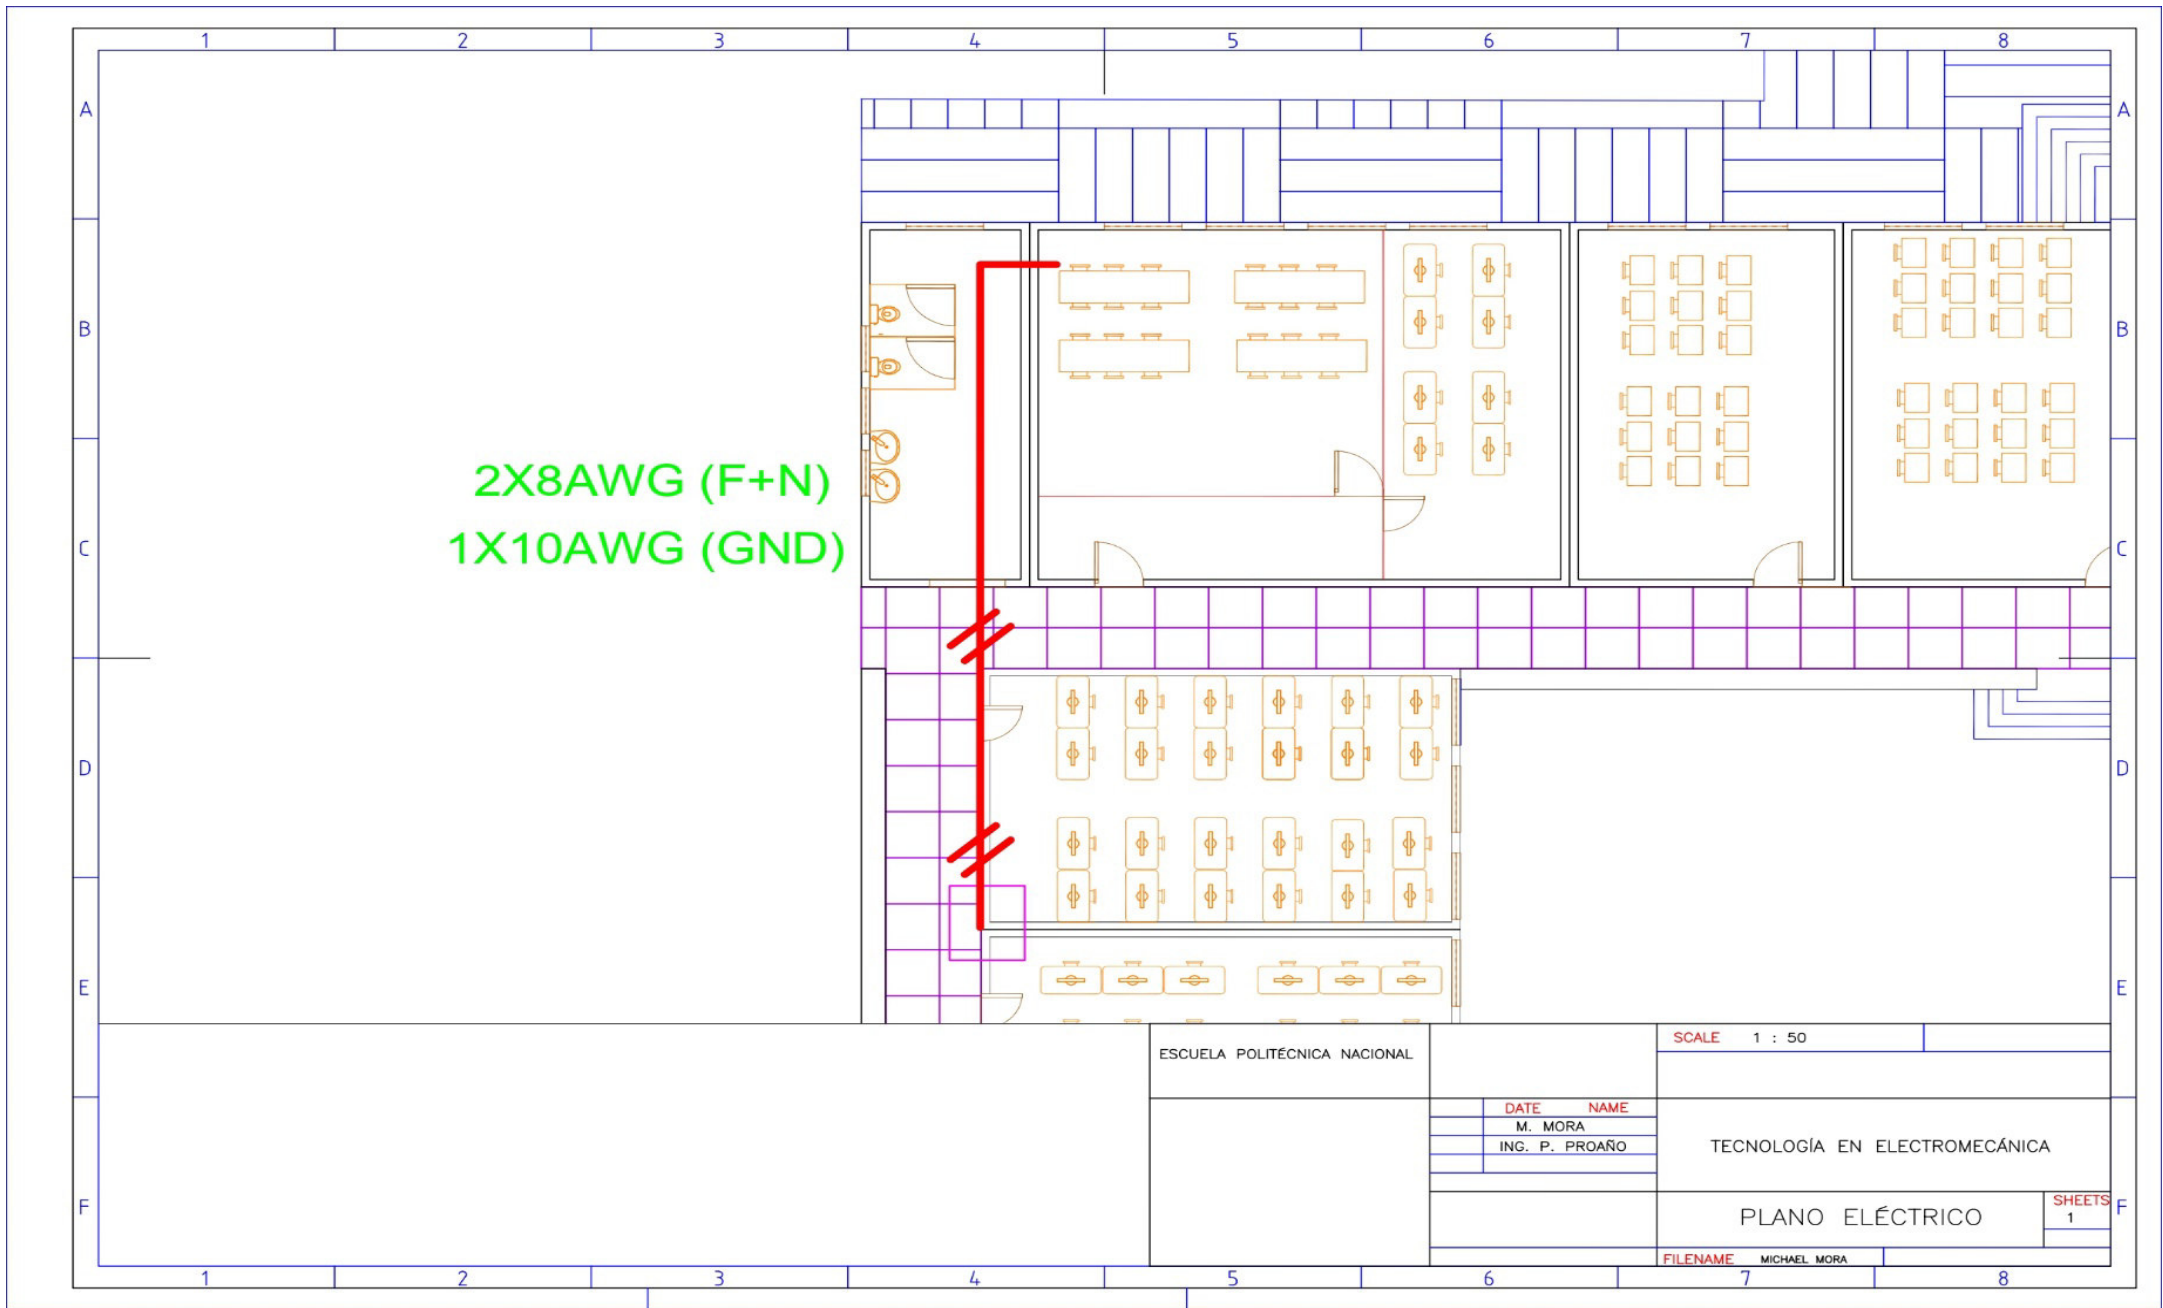 1 2 3 4 5 6 7 8
A A
B B
2X8AWG (F+N)
1X10AWG (GND)
C C
D D
E E
ESCUELA POLITÉCNICA NACIONAL
SCALE 1 : 50
DATE NAME
M. MORA
ING. P. PROAÑO
TECNOLOGÍA EN ELECTROMECÁNICA
F F
PLANO ELÉCTRICO
SHEETS
1
FILENAME MICHAEL MORA
1 2 3 4 5 6 7 8